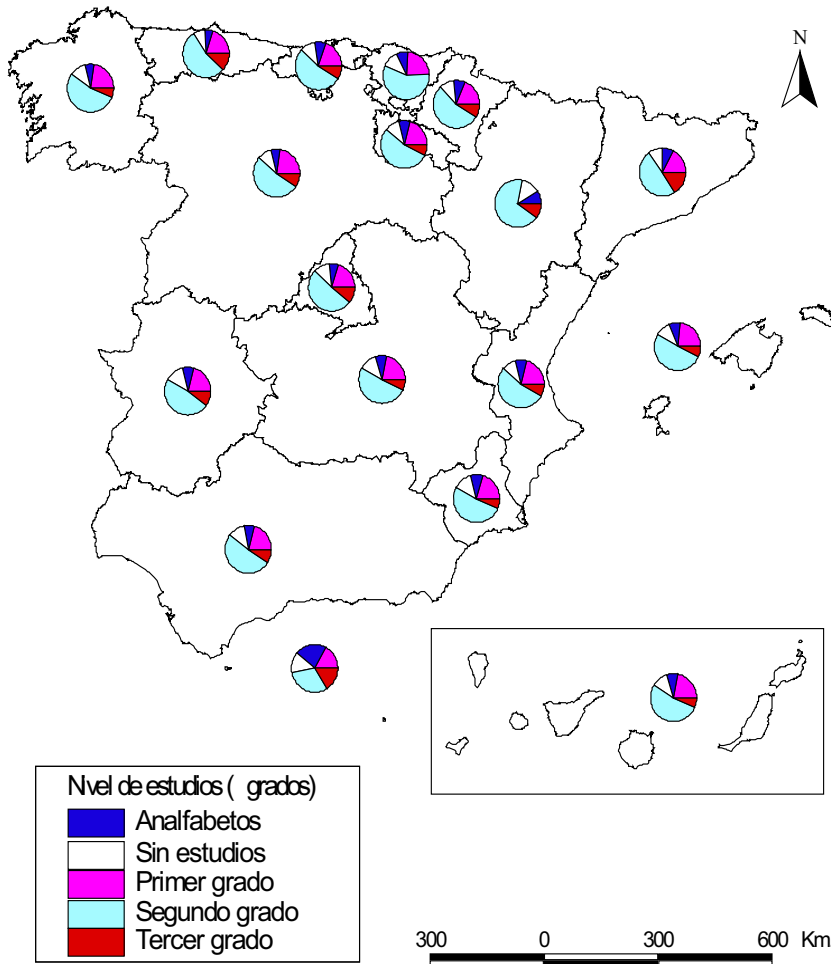 N
Nvel de estudios ( grados)
Analfabetos
Sin estudios
Primer grado
Segundo grado
Tercer grado
300 0 300 600 Km